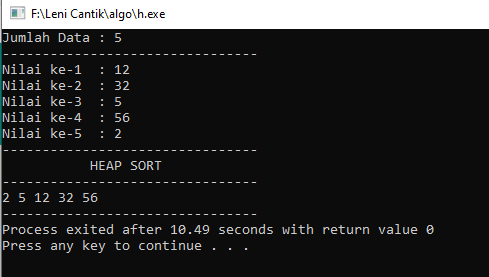 F:\Leni Cantik\algo\h.exe
Jumlah Data : 5
--------------------------------
Nilai ke-1  : 12
Nilai ke-2  : 32
Nilai ke-3  : 5
Nilai ke-4  : 56
Nilai ke-5  : 2
--------------------------------
           HEAP SORT
--------------------------------
2 5 12 32 56
--------------------------------
Process exited after 10.49 seconds with return value 0
Press any key to continue . . .